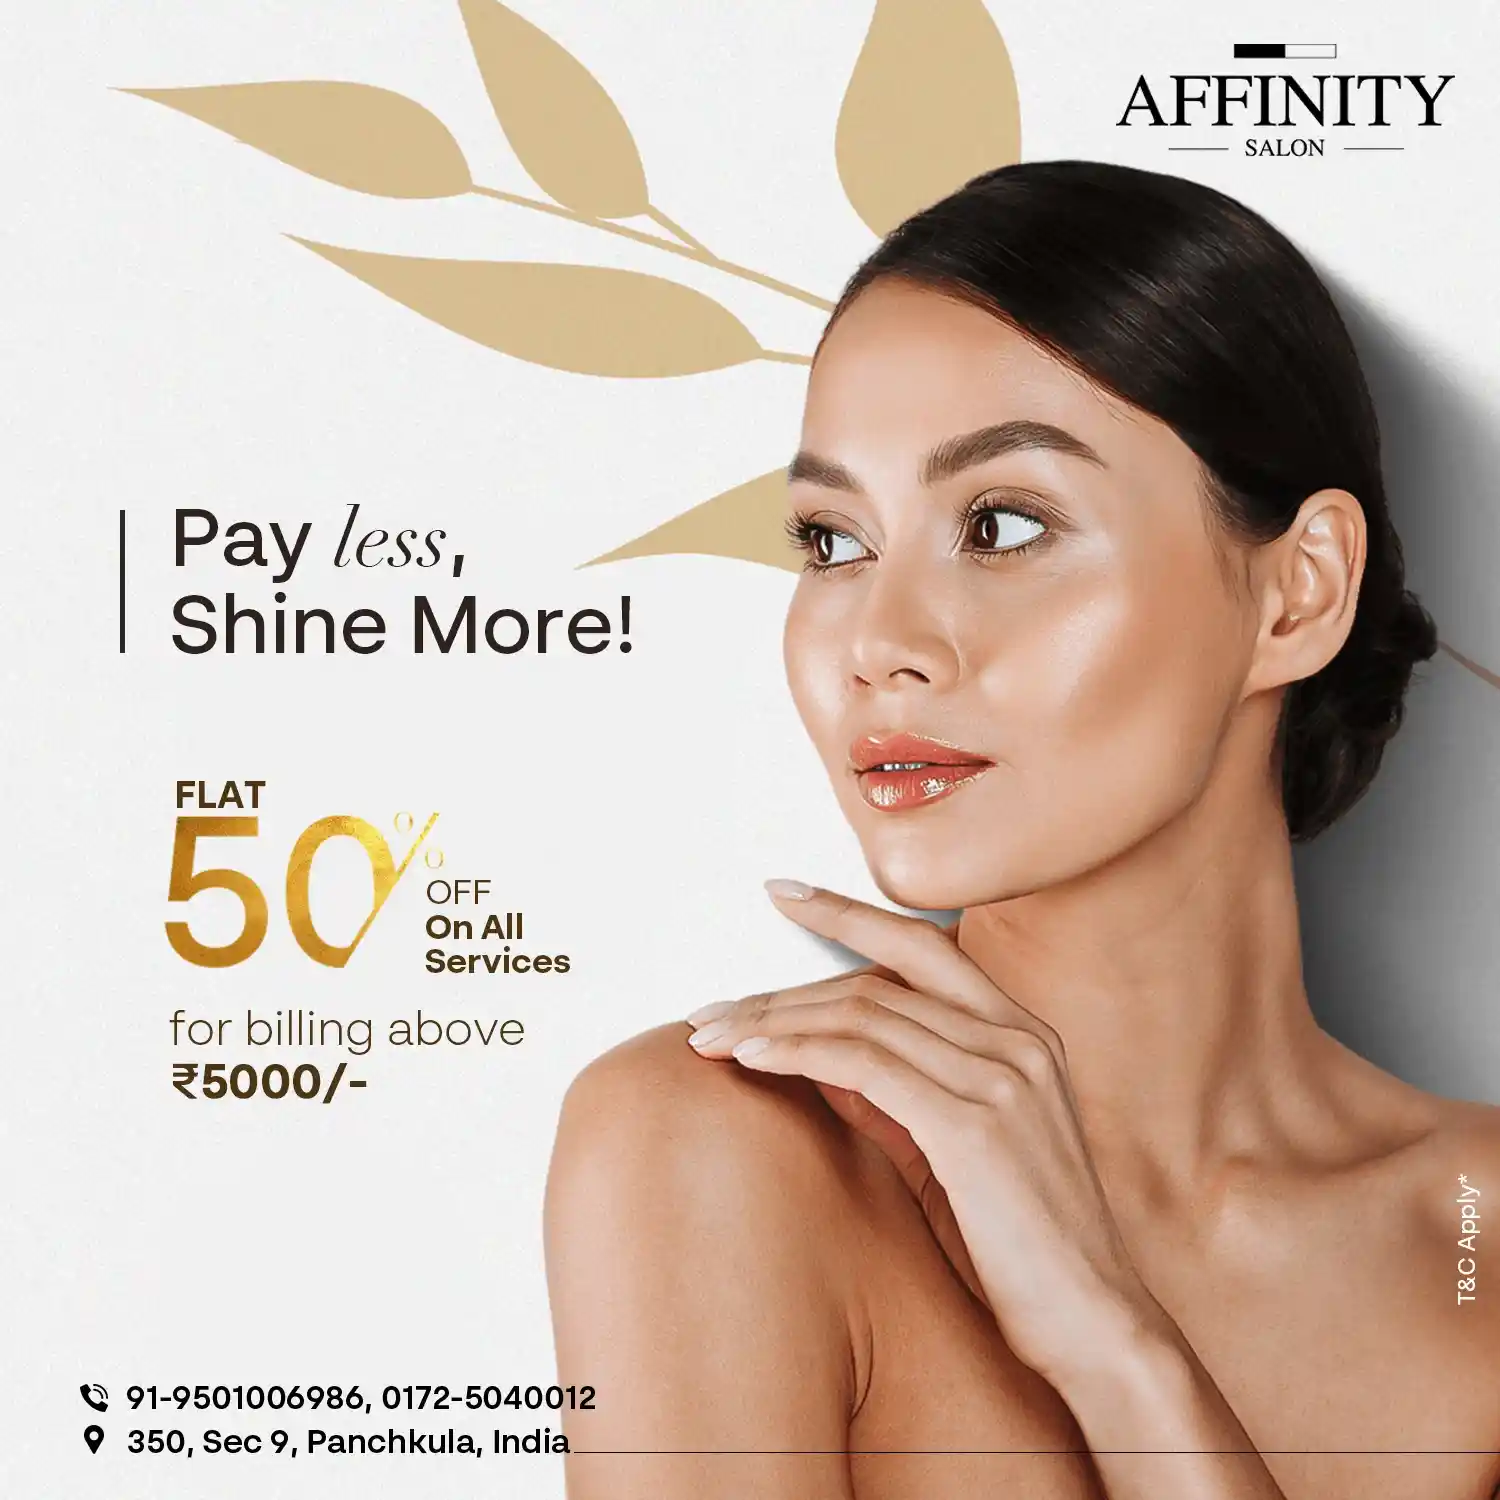 AFFINITY
SALON
Pay less,
Shine More!
FLAT
50%
OFF
On All
Services
for billing above
₹5000/-
T&C Apply*
91-9501006986, 0172-5040012
350, Sec 9, Panchkula, India